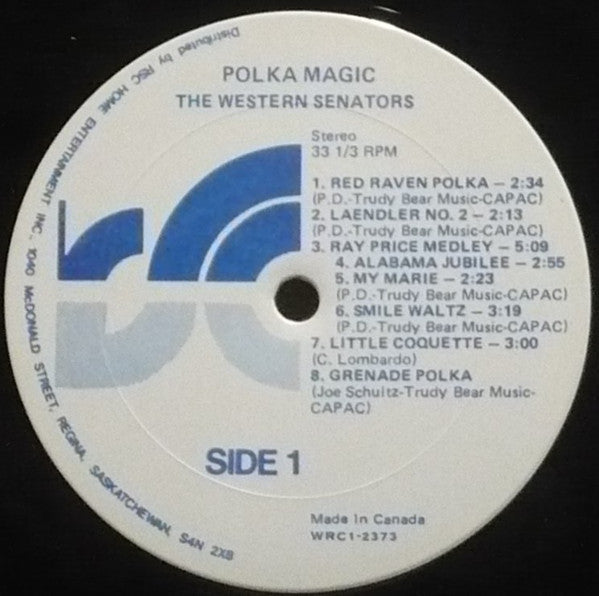 POLKA MAGIC
THE WESTERN SENATORS
Stereo
33 1/3 RPM
1. RED RAVEN POLKA – 2:34
(P.D.-Trudy Bear Music-CAPAC)
2. LAENDLER NO. 2 – 2:13
(P.D.-Trudy Bear Music-CAPAC)
3. RAY PRICE MEDLEY – 5:09
4. ALABAMA JUBILEE – 2:55
5. MY MARIE – 2:23
(P.D.-Trudy Bear Music-CAPAC)
6. SMILE WALTZ – 3:19
(P.D.-Trudy Bear Music-CAPAC)
7. LITTLE COQUETTE – 3:00
(C. Lombardo)
8. GRENADE POLKA
(Joe Schultz-Trudy Bear Music-
CAPAC)
SIDE 1
Made In Canada
WRC1-2373
Distributed by RSC HOME ENTERTAINMENT INC., 1040 McDONALD STREET, REGINA, SASKATCHEWAN, S4N 2X8